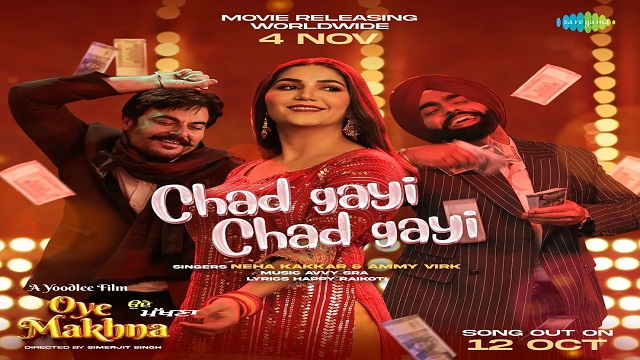 MOVIE RELEASING
WORLDWIDE
4 NOV
saregama
Chad gayi
Chad gayi
SINGERS NEHA KAKKAR & AMMY VIRK
MUSIC AVVY SRA
LYRICS HAPPY RAIKOTI
A Yoodlee Film
Oye ਓਏ
Makhna ਮੱਖਣਾ
DIRECTED BY SIMERJIT SINGH
SONG OUT ON
12 OCT